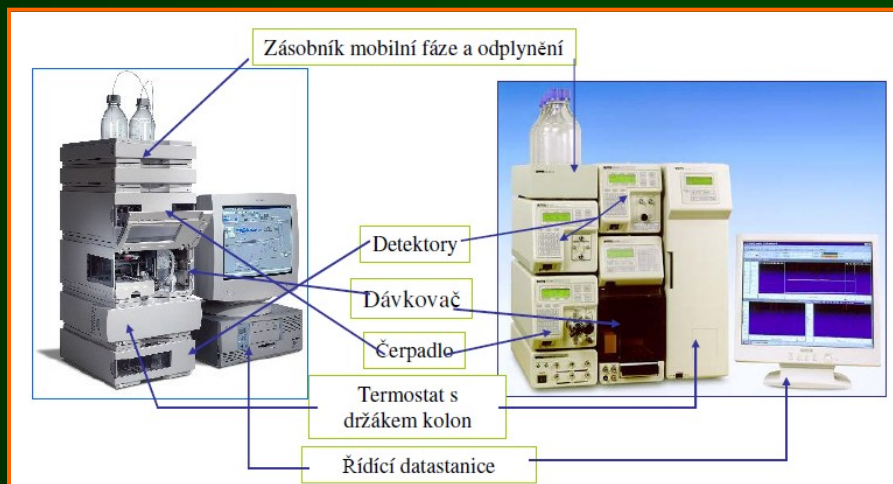 Zásobník mobilní fáze a odplynění
Detektory
Dávkovač
Čerpadlo
Termostat s
držákem kolon
Řídící datastanice